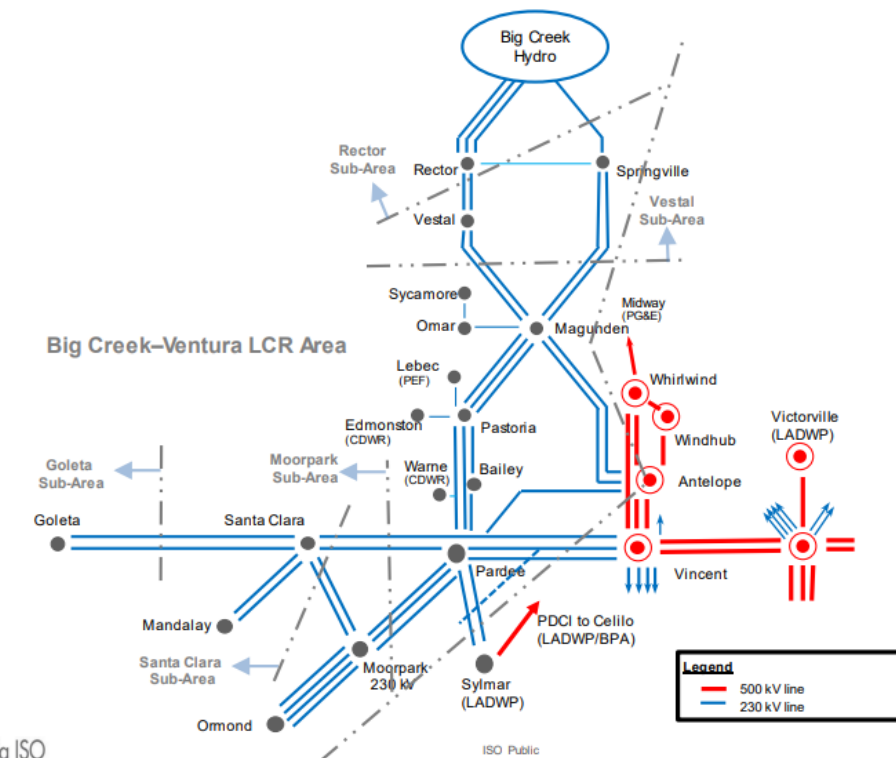 Big Creek
Hydro
Rector
Sub-Area
Rector
Springville
Vestal
Sub-Area
Vestal
Sycamore
Omar
Magunden
Midway
(PG&E)
Big Creek–Ventura LCR Area
Lebec
(PEF)
Whirlwind
Edmonston
(CDWR)
Pastoria
Windhub
Victorville
(LADWP)
Goleta
Sub-Area
Moorpark
Sub-Area
Warne
(CDWR)
Bailey
Antelope
Goleta
Santa Clara
Pardee
Vincent
Mandalay
PDCI to Celilo
(LADWP/BPA)
Santa Clara
Sub-Area
Moorpark
230 kV
Sylmar
(LADWP)
Legend
500 kV line
230 kV line
Ormond
ISO
ISO Public